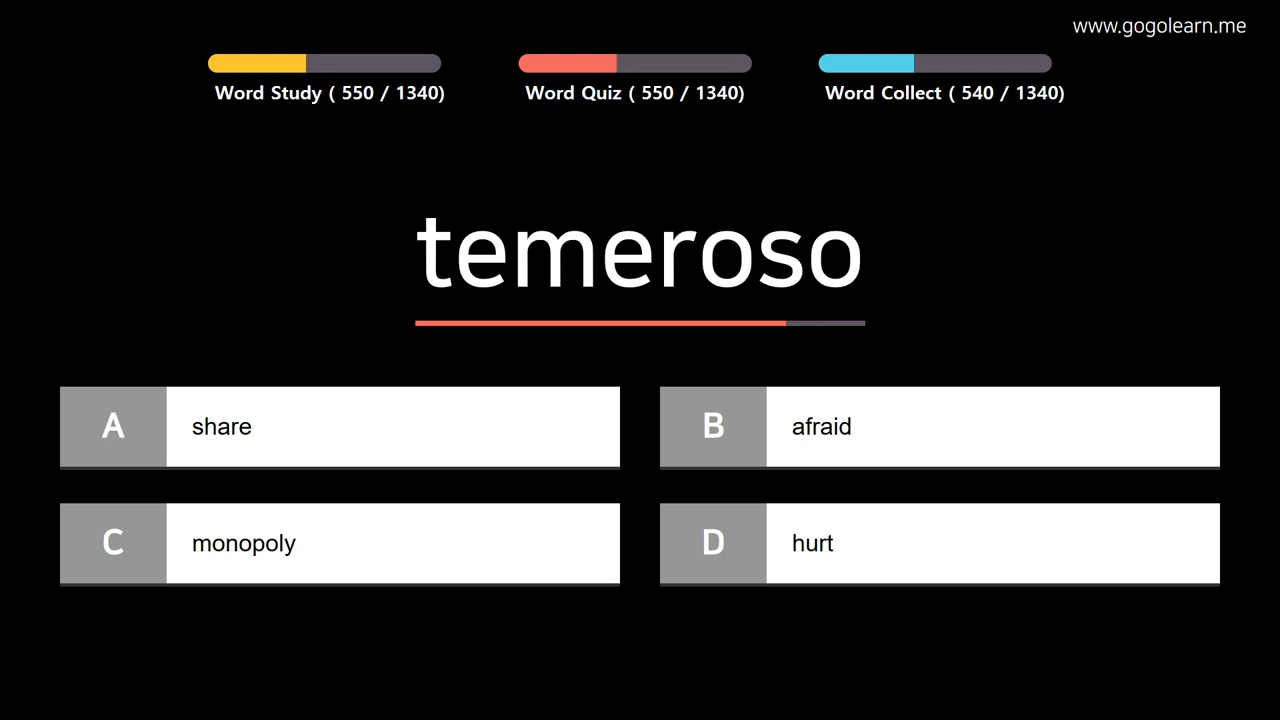 www.gogolearn.me
Word Study ( 550 / 1340)
Word Quiz ( 550 / 1340)
Word Collect ( 540 / 1340)
temeroso
A share
B afraid
C monopoly
D hurt